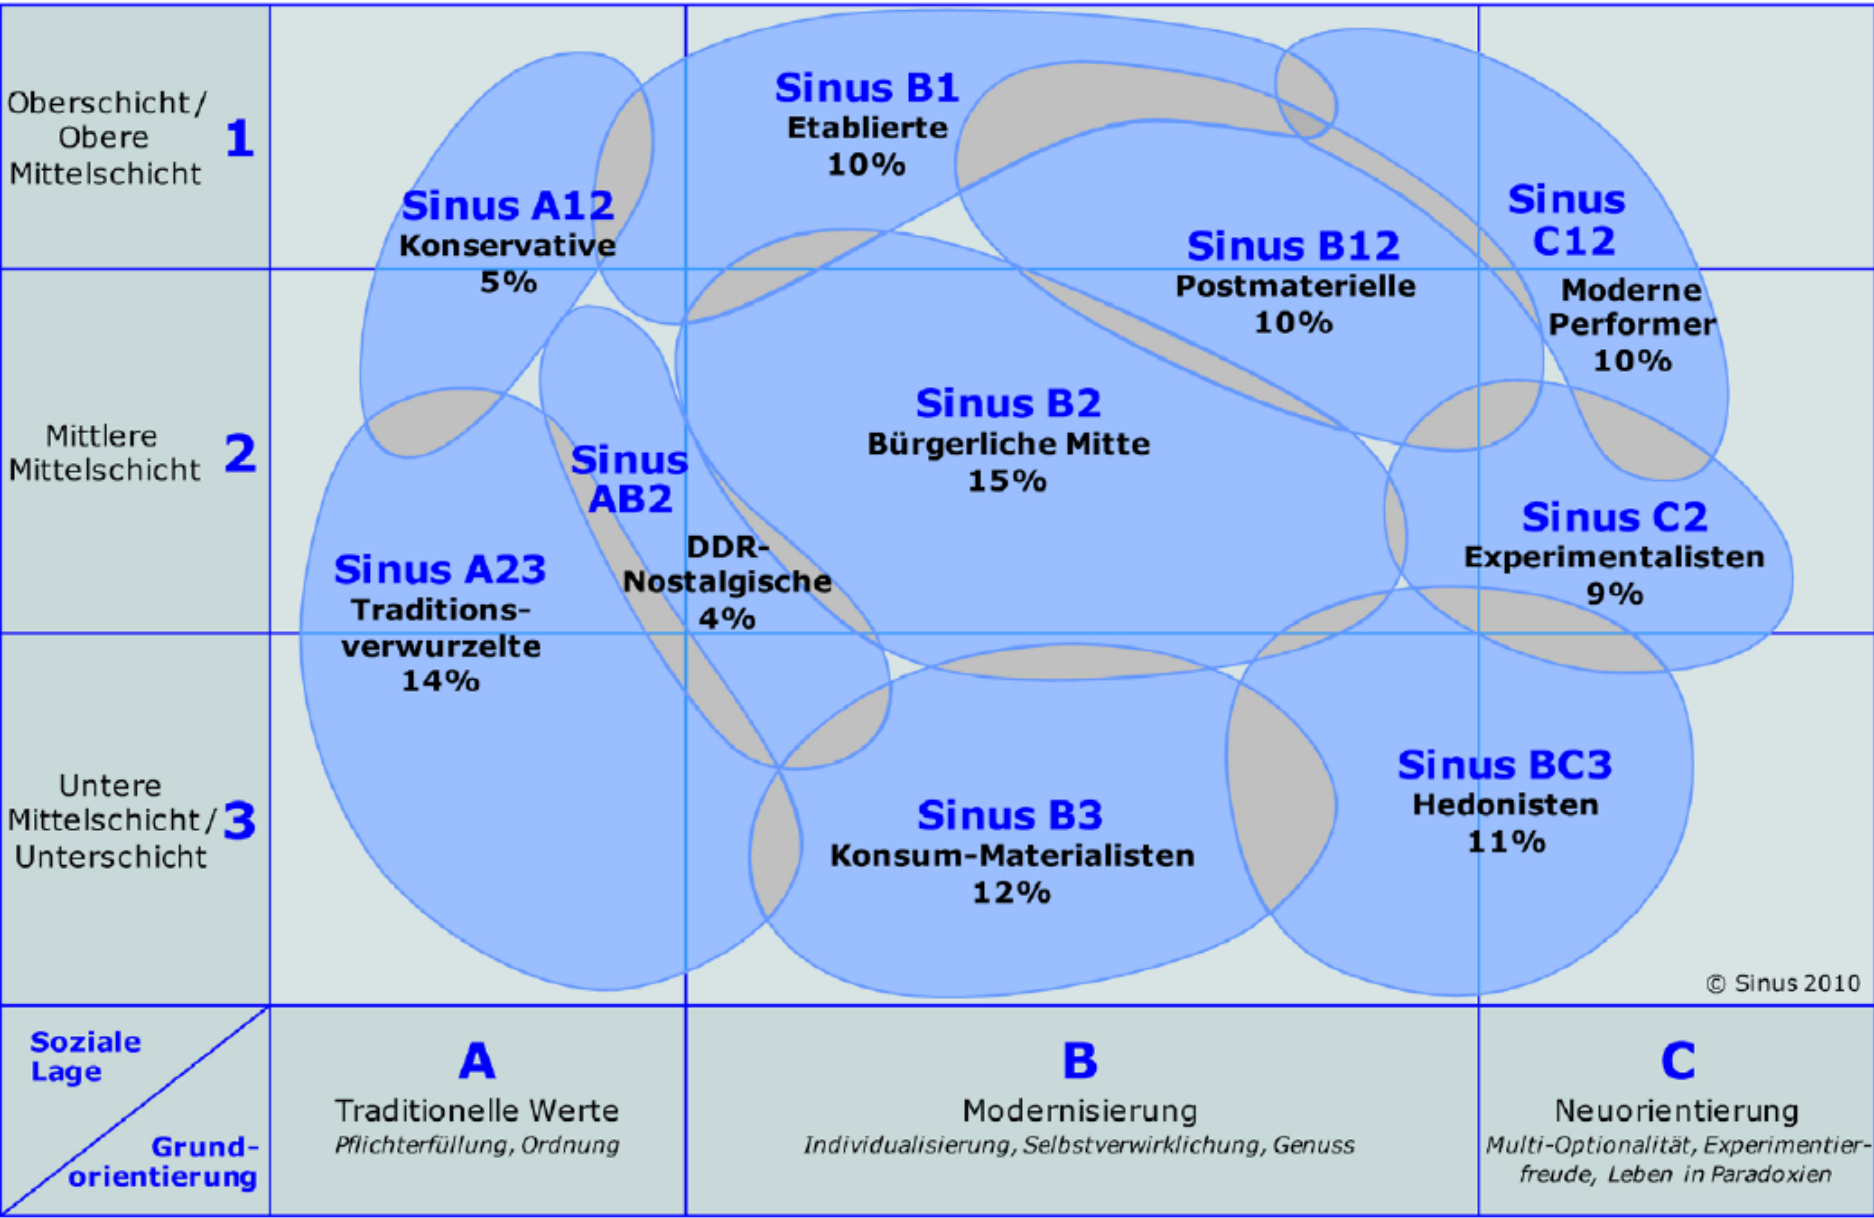 Oberschicht/
Obere
Mittelschicht
1
Sinus A12
Konservative
5%
Sinus B1
Etablierte
10%
Sinus B12
Postmaterielle
10%
Sinus
C12
Moderne
Performer
10%
Mittlere
Mittelschicht
2
Sinus
AB2
DDR-
Nostalgische
4%
Sinus B2
Bürgerliche Mitte
15%
Sinus C2
Experimentalisten
9%
Sinus A23
Traditions-
verwurzelte
14%
Untere
Mittelschicht/
Unterschicht
3
Sinus B3
Konsum-Materialisten
12%
Sinus BC3
Hedonisten
11%
© Sinus 2010
Soziale
Lage
Grund-
orientierung
A
Traditionelle Werte
Pflichterfüllung, Ordnung
B
Modernisierung
Individualisierung, Selbstverwirklichung, Genuss
C
Neuorientierung
Multi-Optionalität, Experimentier-
freude, Leben in Paradoxien